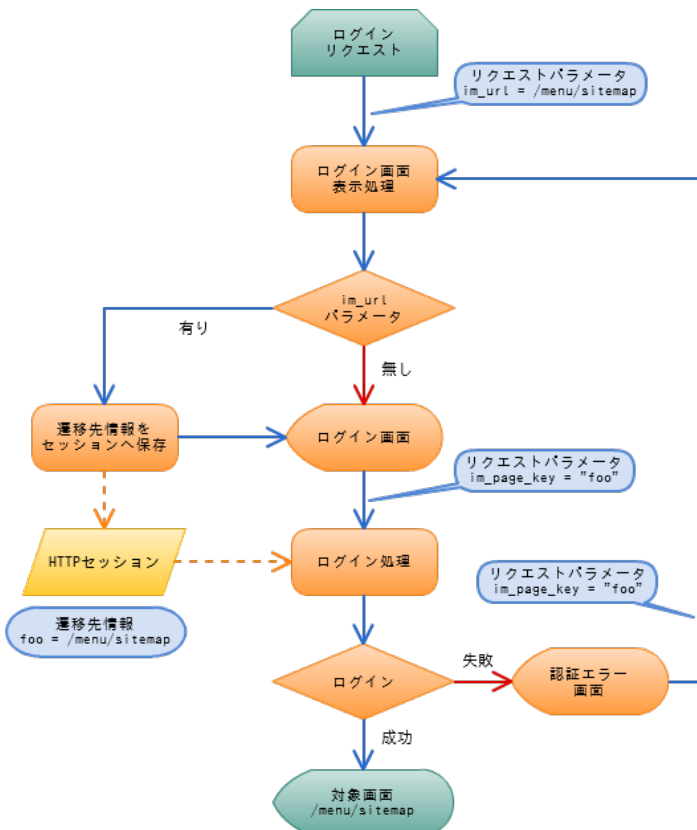 ログイン
リクエスト
リクエストパラメータ
im_url = /menu/sitemap
ログイン画面
表示処理
im_url
パラメータ
有り
無し
遷移先情報を
セッションへ保存
ログイン画面
リクエストパラメータ
im_page_key = "foo"
HTTPセッション
ログイン処理
リクエストパラメータ
im_page_key = "foo"
遷移先情報
foo = /menu/sitemap
ログイン
失敗
認証エラー
画面
成功
対象画面
/menu/sitemap